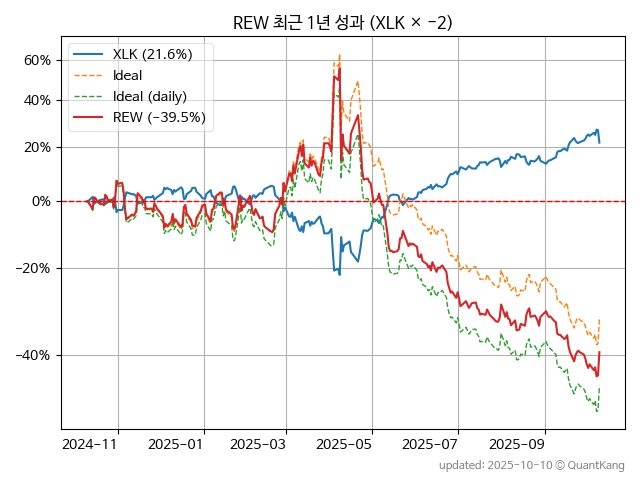 REW 최근 1년 성과 (XLK × −2)
XLK (21.6%)
Ideal
Ideal (daily)
REW (−39.5%)
60%
40%
20%
0%
−20%
−40%
2024-11
2025-01
2025-03
2025-05
2025-07
2025-09
updated: 2025-10-10 © QuantKang